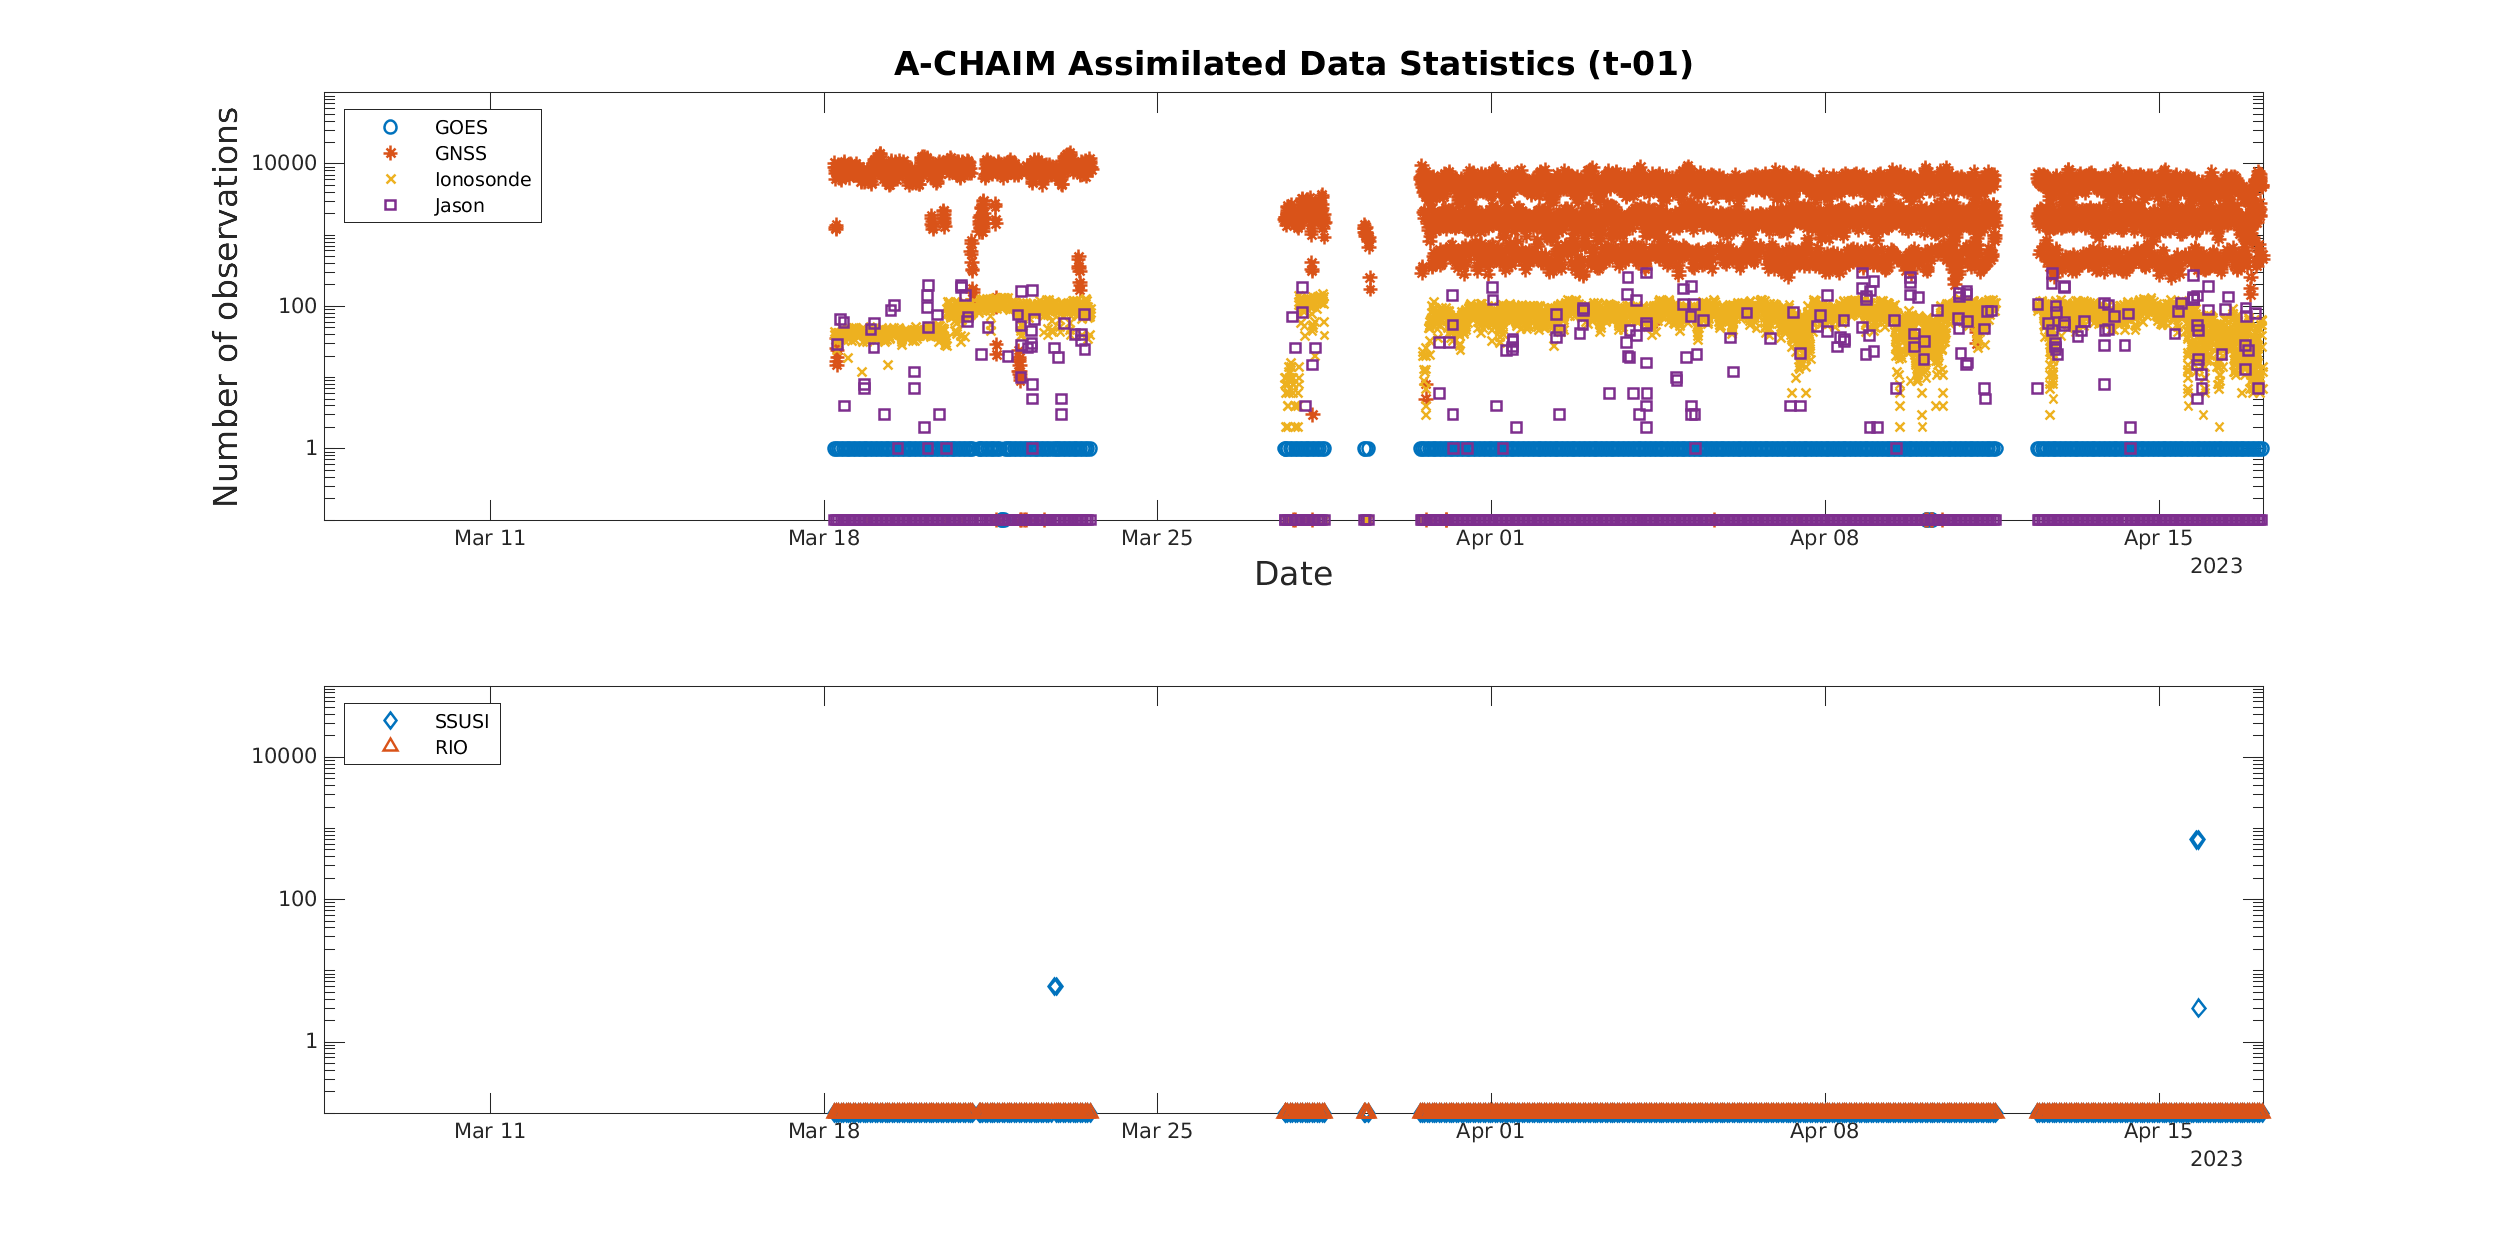 A-CHAIM Assimilated Data Statistics (t-01)
Number of observations
10000
100
1
GOES
GNSS
Ionosonde
Jason
Mar 11
Mar 18
Mar 25
Apr 01
Apr 08
Apr 15
2023
Date
10000
100
1
SSUSI
RIO
Mar 11
Mar 18
Mar 25
Apr 01
Apr 08
Apr 15
2023